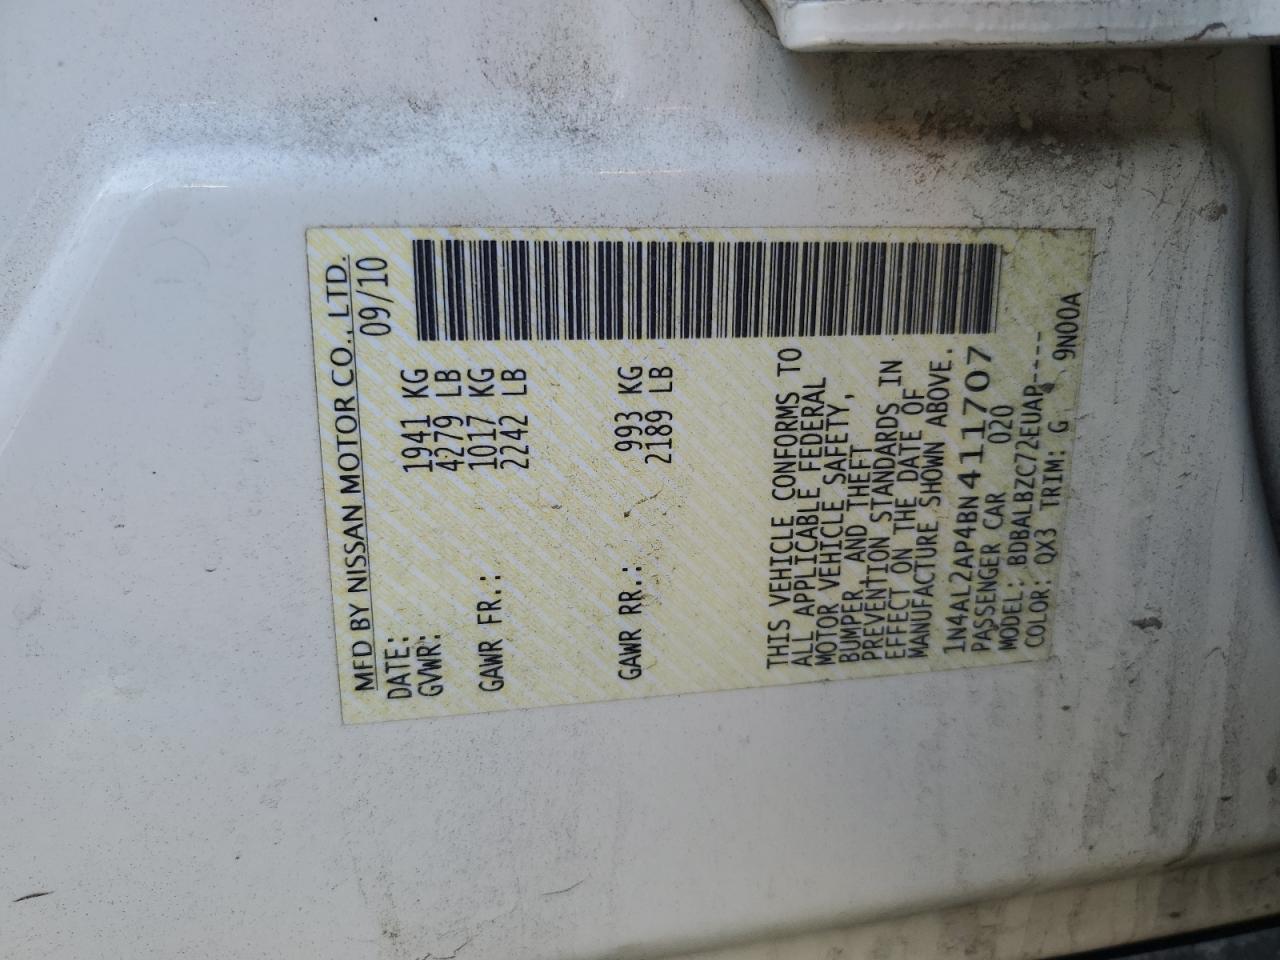 MFD BY NISSAN MOTOR CO., LTD.
DATE: 09/10
GVWR: 1941 KG
4279 LB
GAWR FR.: 1017 KG
2242 LB
GAWR RR.: 993 KG
2189 LB
THIS VEHICLE CONFORMS TO
ALL APPLICABLE FEDERAL
MOTOR VEHICLE SAFETY,
BUMPER AND THEFT
PREVENTION STANDARDS IN
EFFECT ON THE DATE OF
MANUFACTURE SHOWN ABOVE.
1N4AL2AP4BN411707
PASSENGER CAR 020
MODEL: BDBALBZC72EUAP----
COLOR: QX3 TRIM: G 9N00A